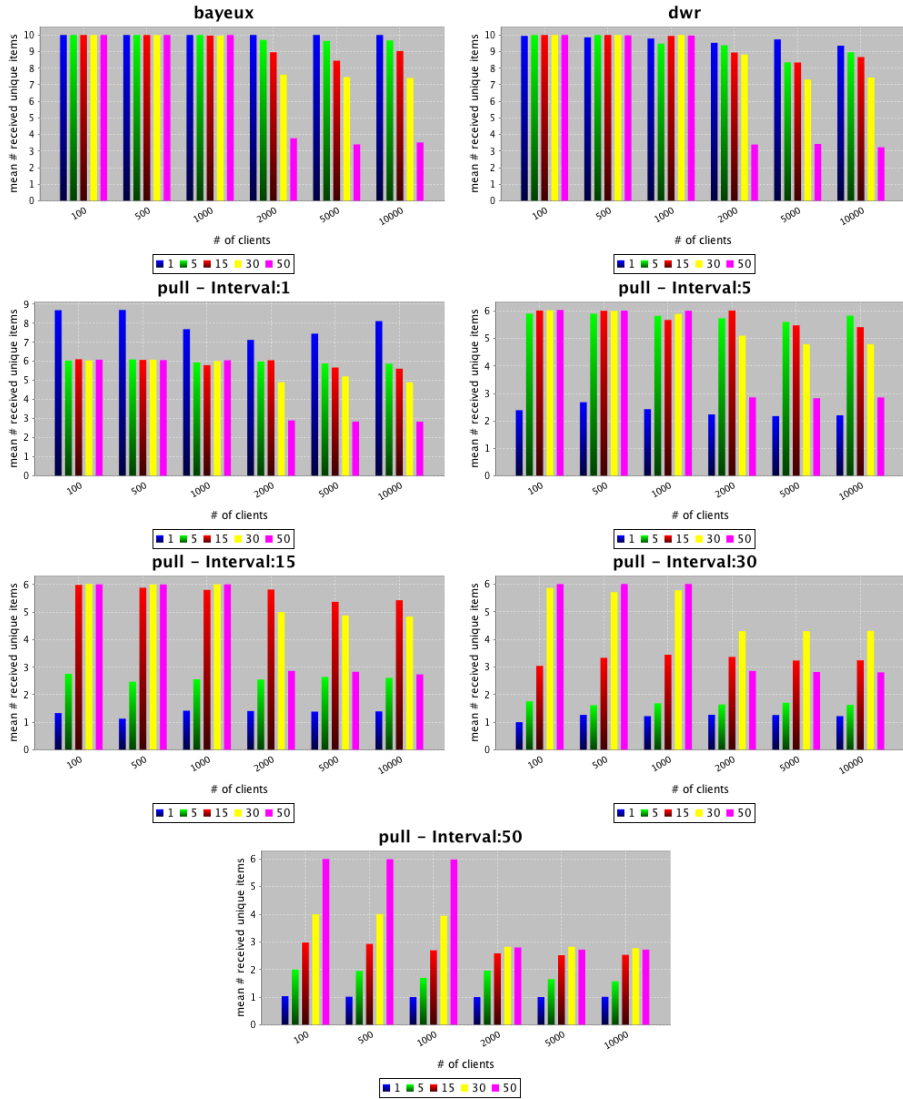 bayeux
mean # received unique items
10
9
8
7
6
5
4
3
2
1
0
100 500 1000 2000 5000 10000
# of clients
1 5 15 30 50
dwr
mean # received unique items
10
9
8
7
6
5
4
3
2
1
0
100 500 1000 2000 5000 10000
# of clients
1 5 15 30 50
pull - Interval:1
mean # received unique items
9
8
7
6
5
4
3
2
1
0
100 500 1000 2000 5000 10000
# of clients
1 5 15 30 50
pull - Interval:5
mean # received unique items
6
5
4
3
2
1
0
100 500 1000 2000 5000 10000
# of clients
1 5 15 30 50
pull - Interval:15
mean # received unique items
6
5
4
3
2
1
0
100 500 1000 2000 5000 10000
# of clients
1 5 15 30 50
pull - Interval:30
mean # received unique items
6
5
4
3
2
1
0
100 500 1000 2000 5000 10000
# of clients
1 5 15 30 50
pull - Interval:50
mean # received unique items
6
5
4
3
2
1
0
100 500 1000 2000 5000 10000
# of clients
1 5 15 30 50